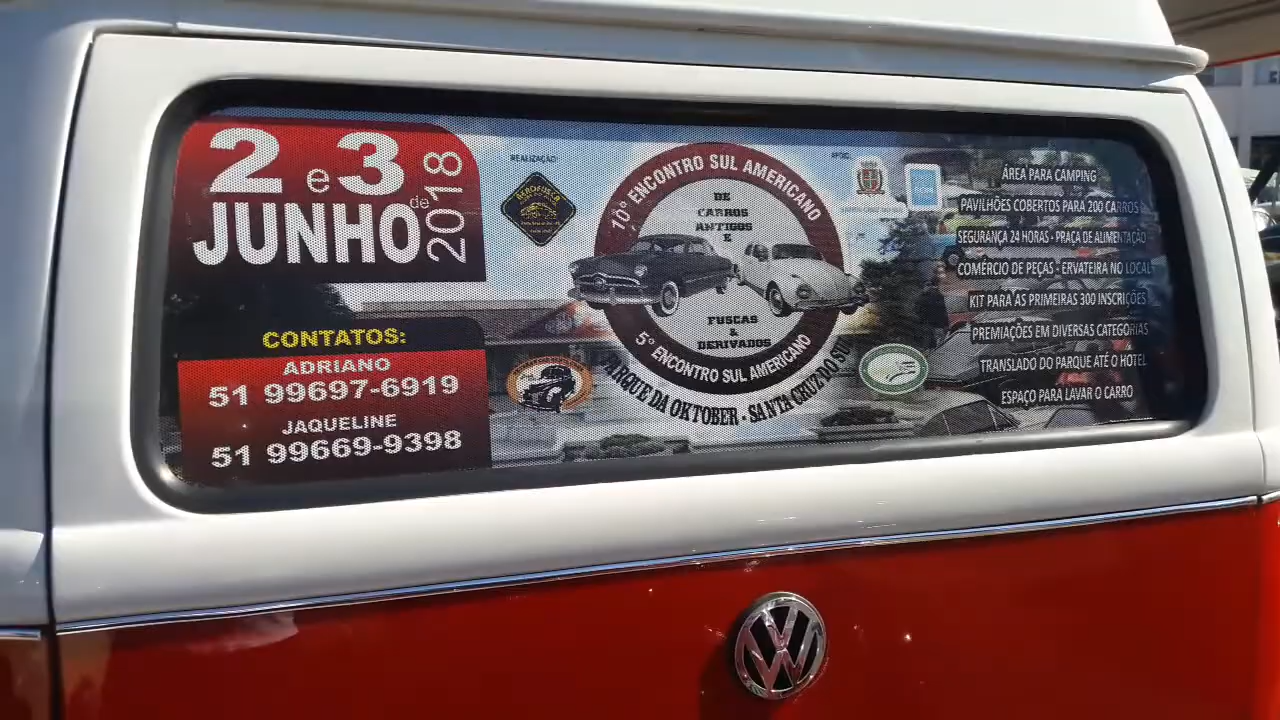 2 e 3
de
JUNHO
2018
CONTATOS:
ADRIANO
51 99697-6919
JAQUELINE
51 99669-9398
REALIZAÇÃO
10º ENCONTRO SUL AMERICANO
DE
CARROS
ANTIGOS
E
FUSCAS
&
DERIVADOS
5º ENCONTRO SUL AMERICANO
PARQUE DA OKTOBER - SANTA CRUZ DO SUL
ÁREA PARA CAMPING
PAVILHÕES COBERTOS PARA 200 CARROS
SEGURANÇA 24 HORAS - PRAÇA DE ALIMENTAÇÃO
COMÉRCIO DE PEÇAS - ERVATEIRA NO LOCAL
KIT PARA AS PRIMEIRAS 300 INSCRIÇÕES
PREMIAÇÕES EM DIVERSAS CATEGORIAS
TRANSLADO DO PARQUE ATÉ O HOTEL
ESPAÇO PARA LAVAR O CARRO